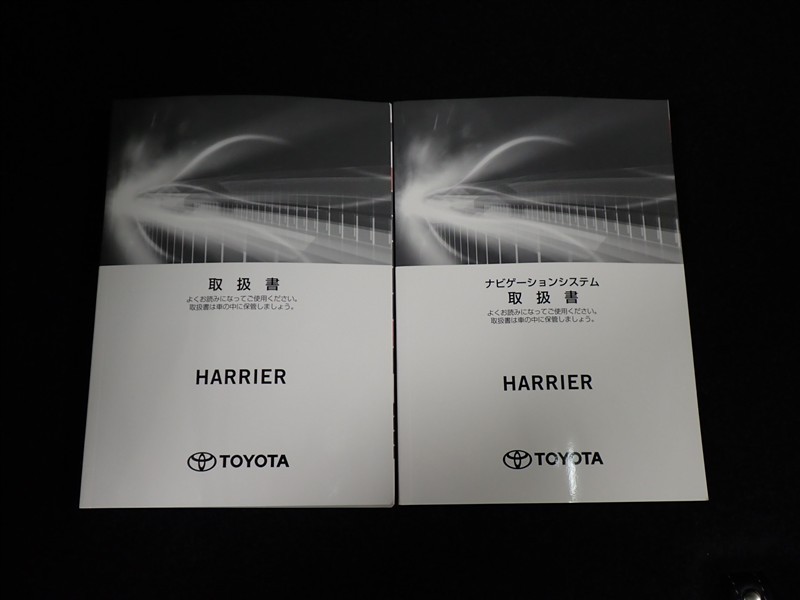 取扱書
よくお読みになってご使用ください。
取扱書は車の中に保管しましょう。
HARRIER
TOYOTA
ナビゲーションシステム
取扱書
よくお読みになってご使用ください。
取扱書は車の中に保管しましょう。
HARRIER
TOYOTA